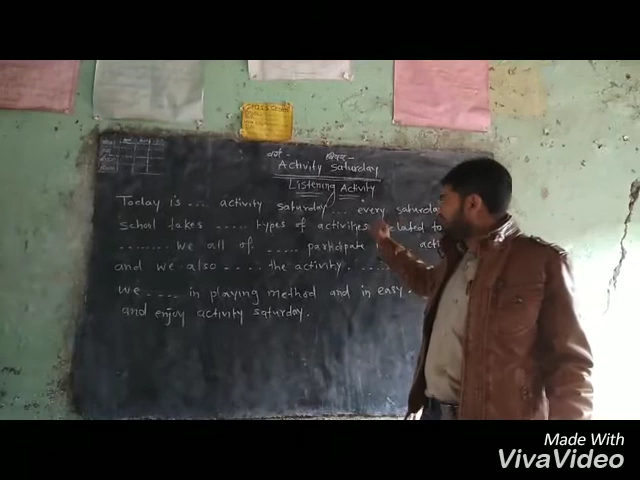 वर्ग:- विषय:-
Activity Saturday
Listening Activity
Today is ... activity saturday ... every saturday
School takes ..... types of activities related to
........ we all of ..... participate
and we also .... the activity .....
we .... in playing method and in easy
and enjoy activity saturday.
Made With
VivaVideo